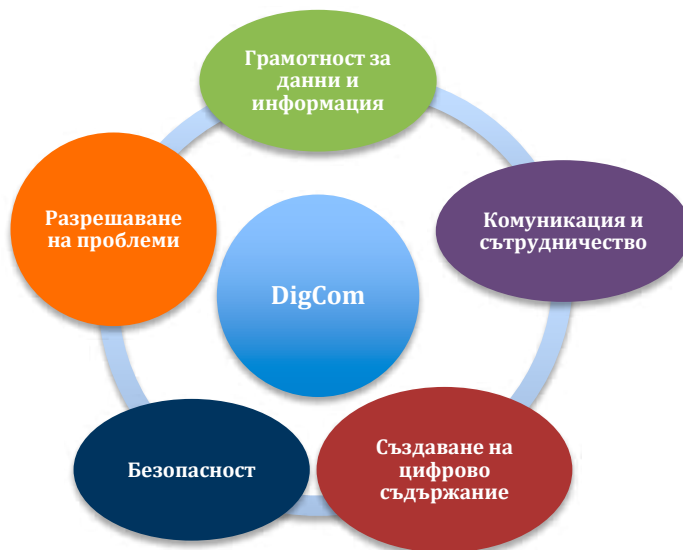 Грамотност за
данни и
информация
Комуникация и
сътрудничество
Създаване на
цифрово
съдържание
Безопасност
Разрешаване
на проблеми
DigCom